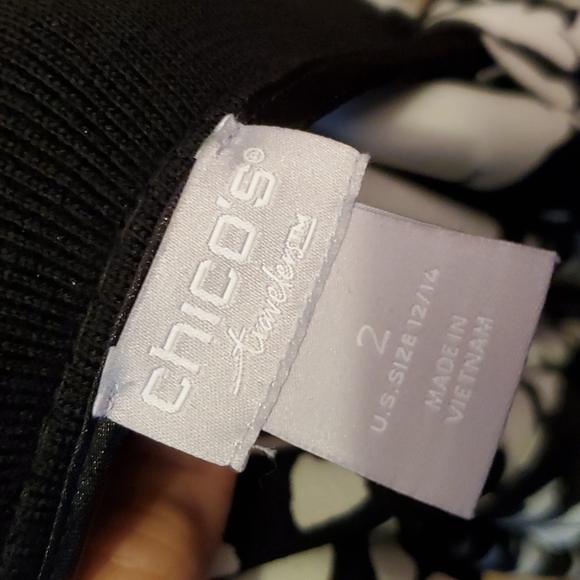 chico's®
travelers™
2
U.S. SIZE 12/14
MADE IN
VIETNAM